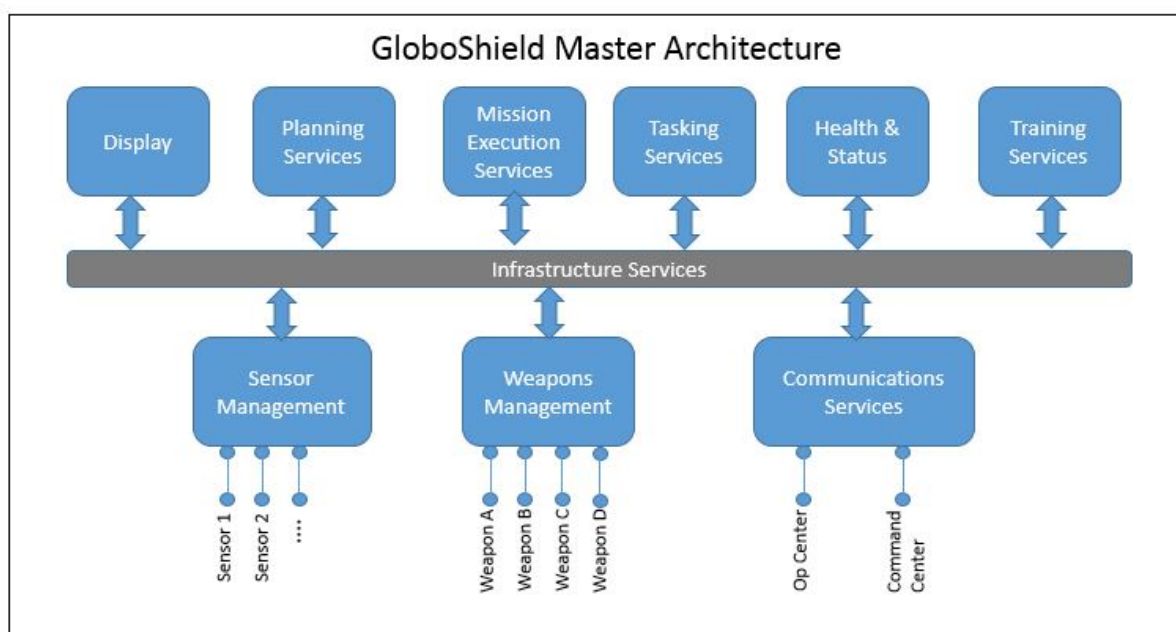 GloboShield Master Architecture
Display
Planning
Services
Mission
Execution
Services
Tasking
Services
Health &
Status
Training
Services
Infrastructure Services
Sensor
Management
Weapons
Management
Communications
Services
Sensor 1
Sensor 2
....
Weapon A
Weapon B
Weapon C
Weapon D
Op Center
Command
Center